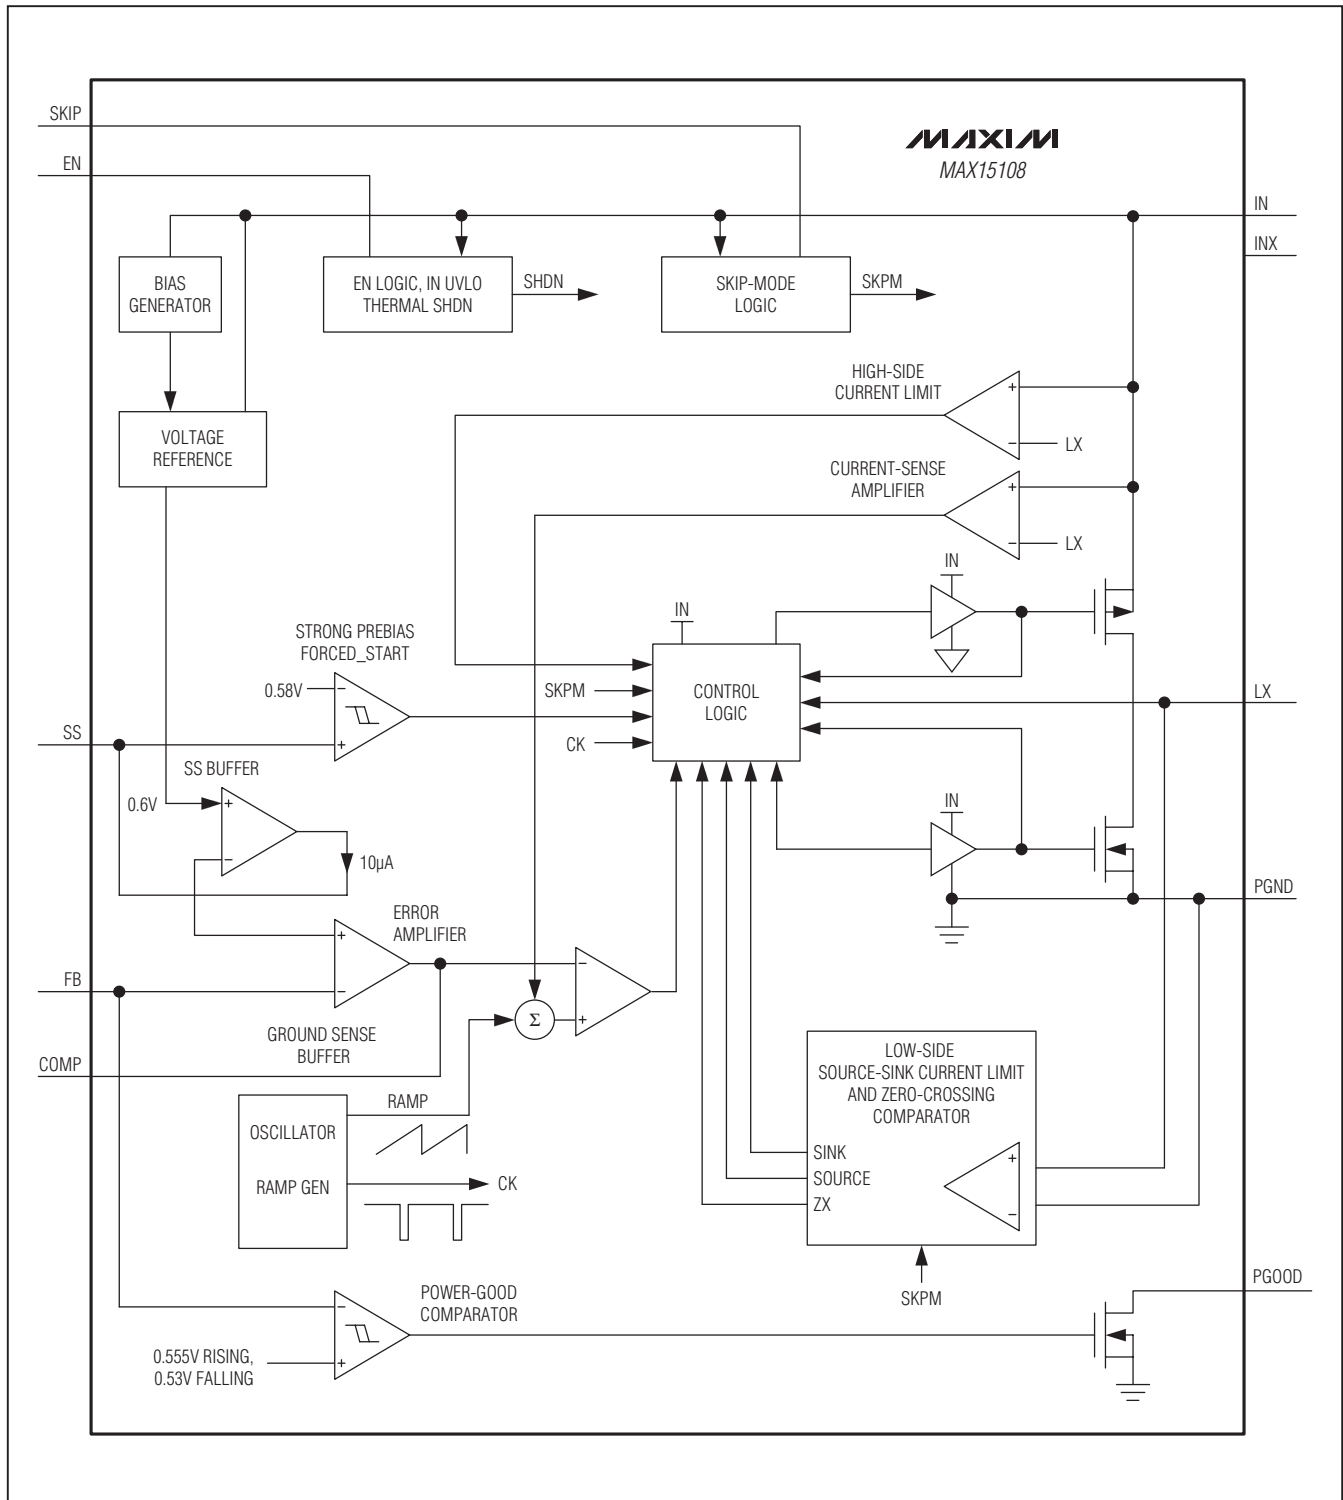 SKIP
MAXIM
EN
MAX15108
IN
INX
BIAS
GENERATOR
EN LOGIC, IN UVLO
THERMAL SHDN
SHDN
SKIP-MODE
LOGIC
SKPM
HIGH-SIDE
CURRENT LIMIT
+
−
LX
VOLTAGE
REFERENCE
CURRENT-SENSE
AMPLIFIER
+
−
LX
IN
IN
STRONG PREBIAS
FORCED_START
0.58V
−
+
SKPM
CK
CONTROL
LOGIC
LX
SS
SS BUFFER
0.6V
+
−
10µA
IN
PGND
ERROR
AMPLIFIER
+
−
FB
−
+
Σ
GROUND SENSE
BUFFER
COMP
OSCILLATOR
RAMP GEN
RAMP
CK
LOW-SIDE
SOURCE-SINK CURRENT LIMIT
AND ZERO-CROSSING
COMPARATOR
SINK
SOURCE
ZX
+
−
SKPM
PGOOD
POWER-GOOD
COMPARATOR
−
+
0.555V RISING,
0.53V FALLING